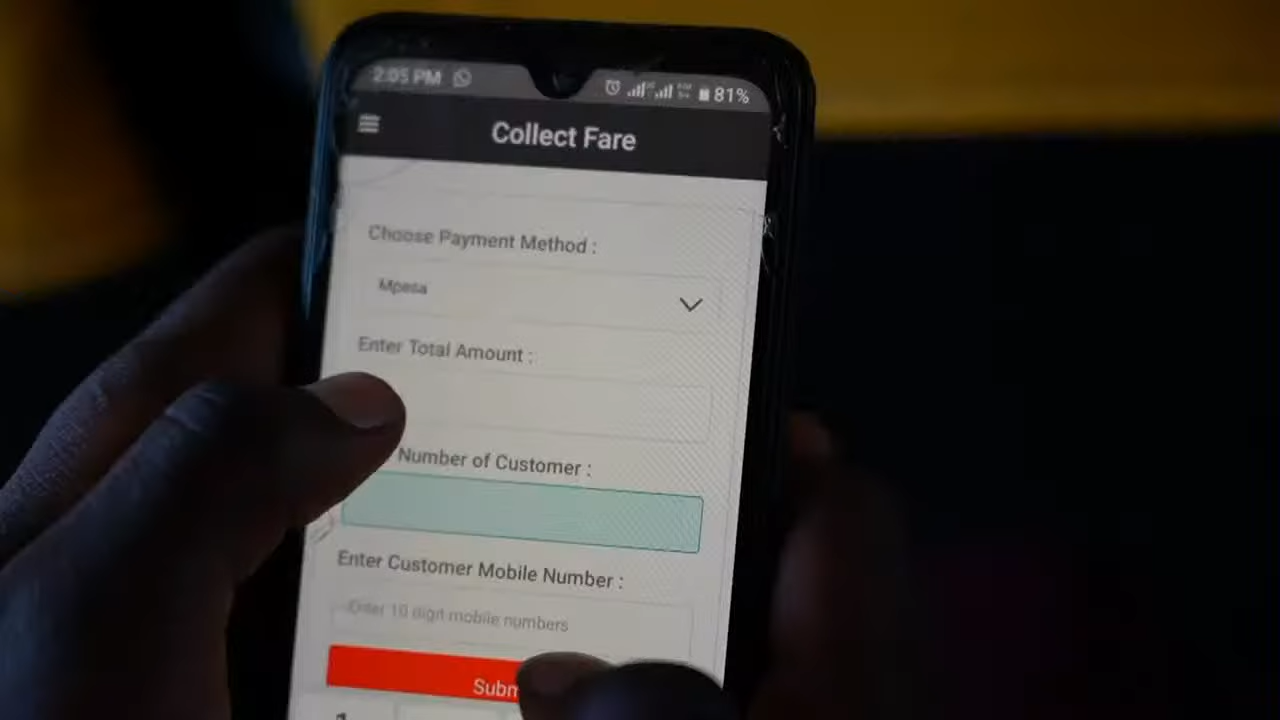 2:05 PM 81%
Collect Fare
Choose Payment Method :
Mpesa
Enter Total Amount :
Number of Customer :
Enter Customer Mobile Number :
Enter 10 digit mobile numbers
Subm
1